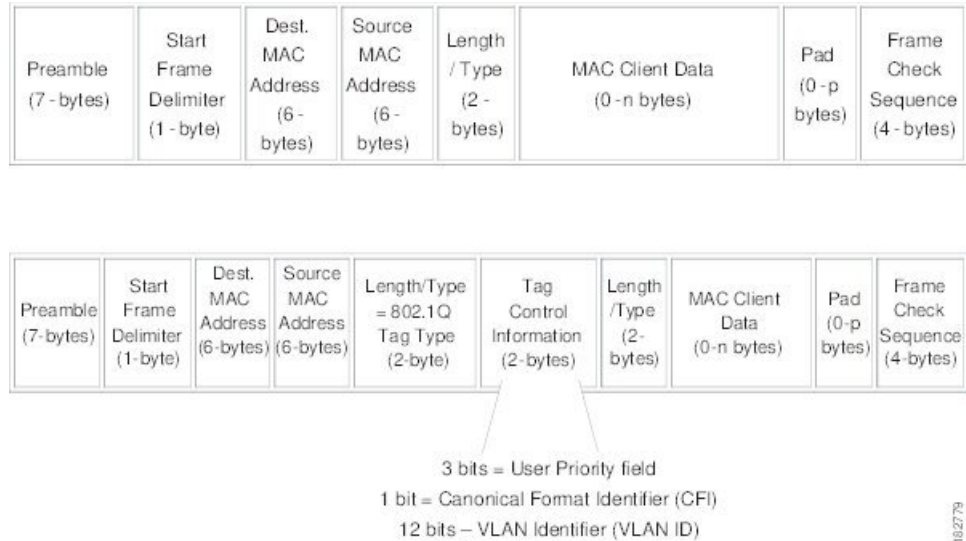 Preamble
(7 - bytes)
Start
Frame
Delimiter
(1 - byte)
Dest.
MAC
Address
(6 -
bytes)
Source
MAC
Address
(6 -
bytes)
Length
/ Type
(2 -
bytes)
MAC Client Data
(0 -n bytes)
Pad
(0 -p
bytes)
Frame
Check
Sequence
(4 - bytes)
Preamble
(7-bytes)
Start
Frame
Delimiter
(1-byte)
Dest.
MAC
Address
(6-bytes)
Source
MAC
Address
(6-bytes)
Length/Type
= 802.1Q
Tag Type
(2-byte)
Tag
Control
Information
(2-bytes)
Length
/Type
(2-
bytes)
MAC Client
Data
(0-n bytes)
Pad
(0-p
bytes)
Frame
Check
Sequence
(4-bytes)
3 bits = User Priority field
1 bit = Canonical Format Identifier (CFI)
12 bits – VLAN Identifier (VLAN ID)
182779